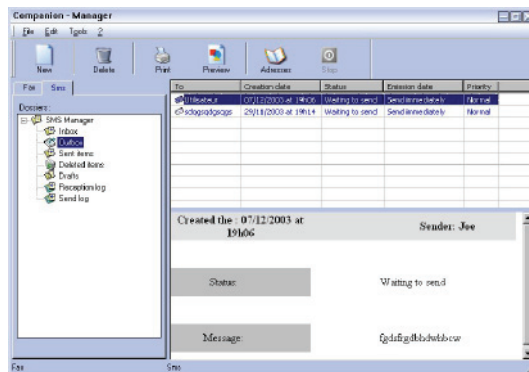 Companion - Manager
File Edit Tools ?
New Delete Print Preview Adresses Stop
Fax Sms
Dossiers:
SMS Manager
Inbox
Outbox
Sent items
Deleted items
Drafts
Reception log
Send log
To Creation date Status Emission date Priority
Utilisateur 07/12/2003 at 19h06 Waiting to send Send immediately Normal
29/11/2003 at 19h14 Waiting to send Send immediately Normal
Created the : 07/12/2003 at
19h06
Sender: Joe
Status: Waiting to send
Message:
Fax Sms